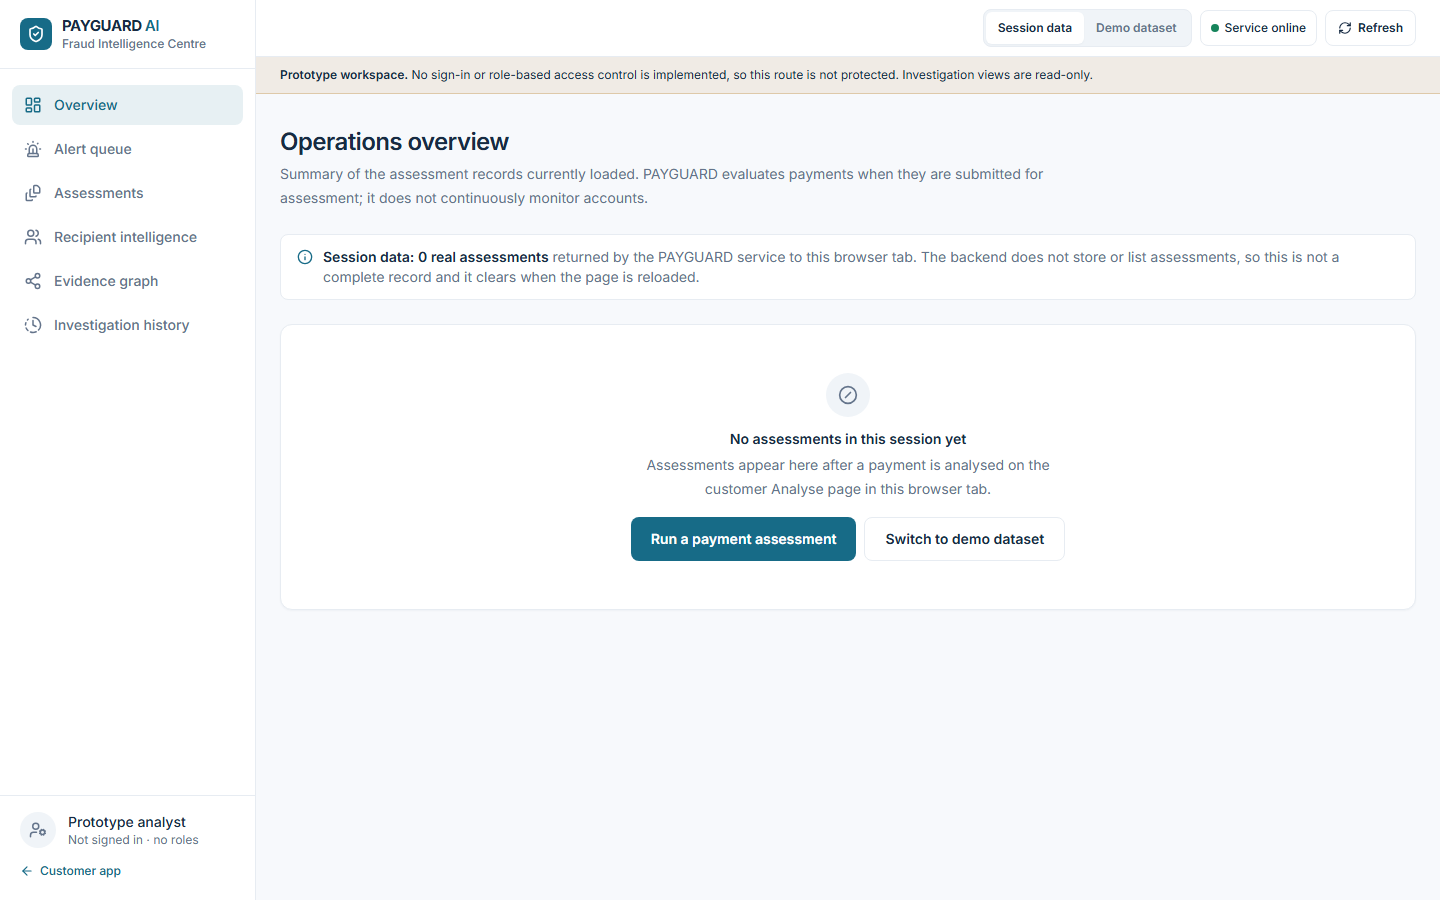 PAYGUARD AI
Fraud Intelligence Centre
Overview
Alert queue
Assessments
Recipient intelligence
Evidence graph
Investigation history
Prototype analyst
Not signed in · no roles
Customer app
Session data
Demo dataset
Service online
Refresh
Prototype workspace. No sign-in or role-based access control is implemented, so this route is not protected. Investigation views are read-only.
Operations overview
Summary of the assessment records currently loaded. PAYGUARD evaluates payments when they are submitted for
assessment; it does not continuously monitor accounts.
Session data: 0 real assessments returned by the PAYGUARD service to this browser tab. The backend does not store or list assessments, so this is not a
complete record and it clears when the page is reloaded.
No assessments in this session yet
Assessments appear here after a payment is analysed on the
customer Analyse page in this browser tab.
Run a payment assessment
Switch to demo dataset